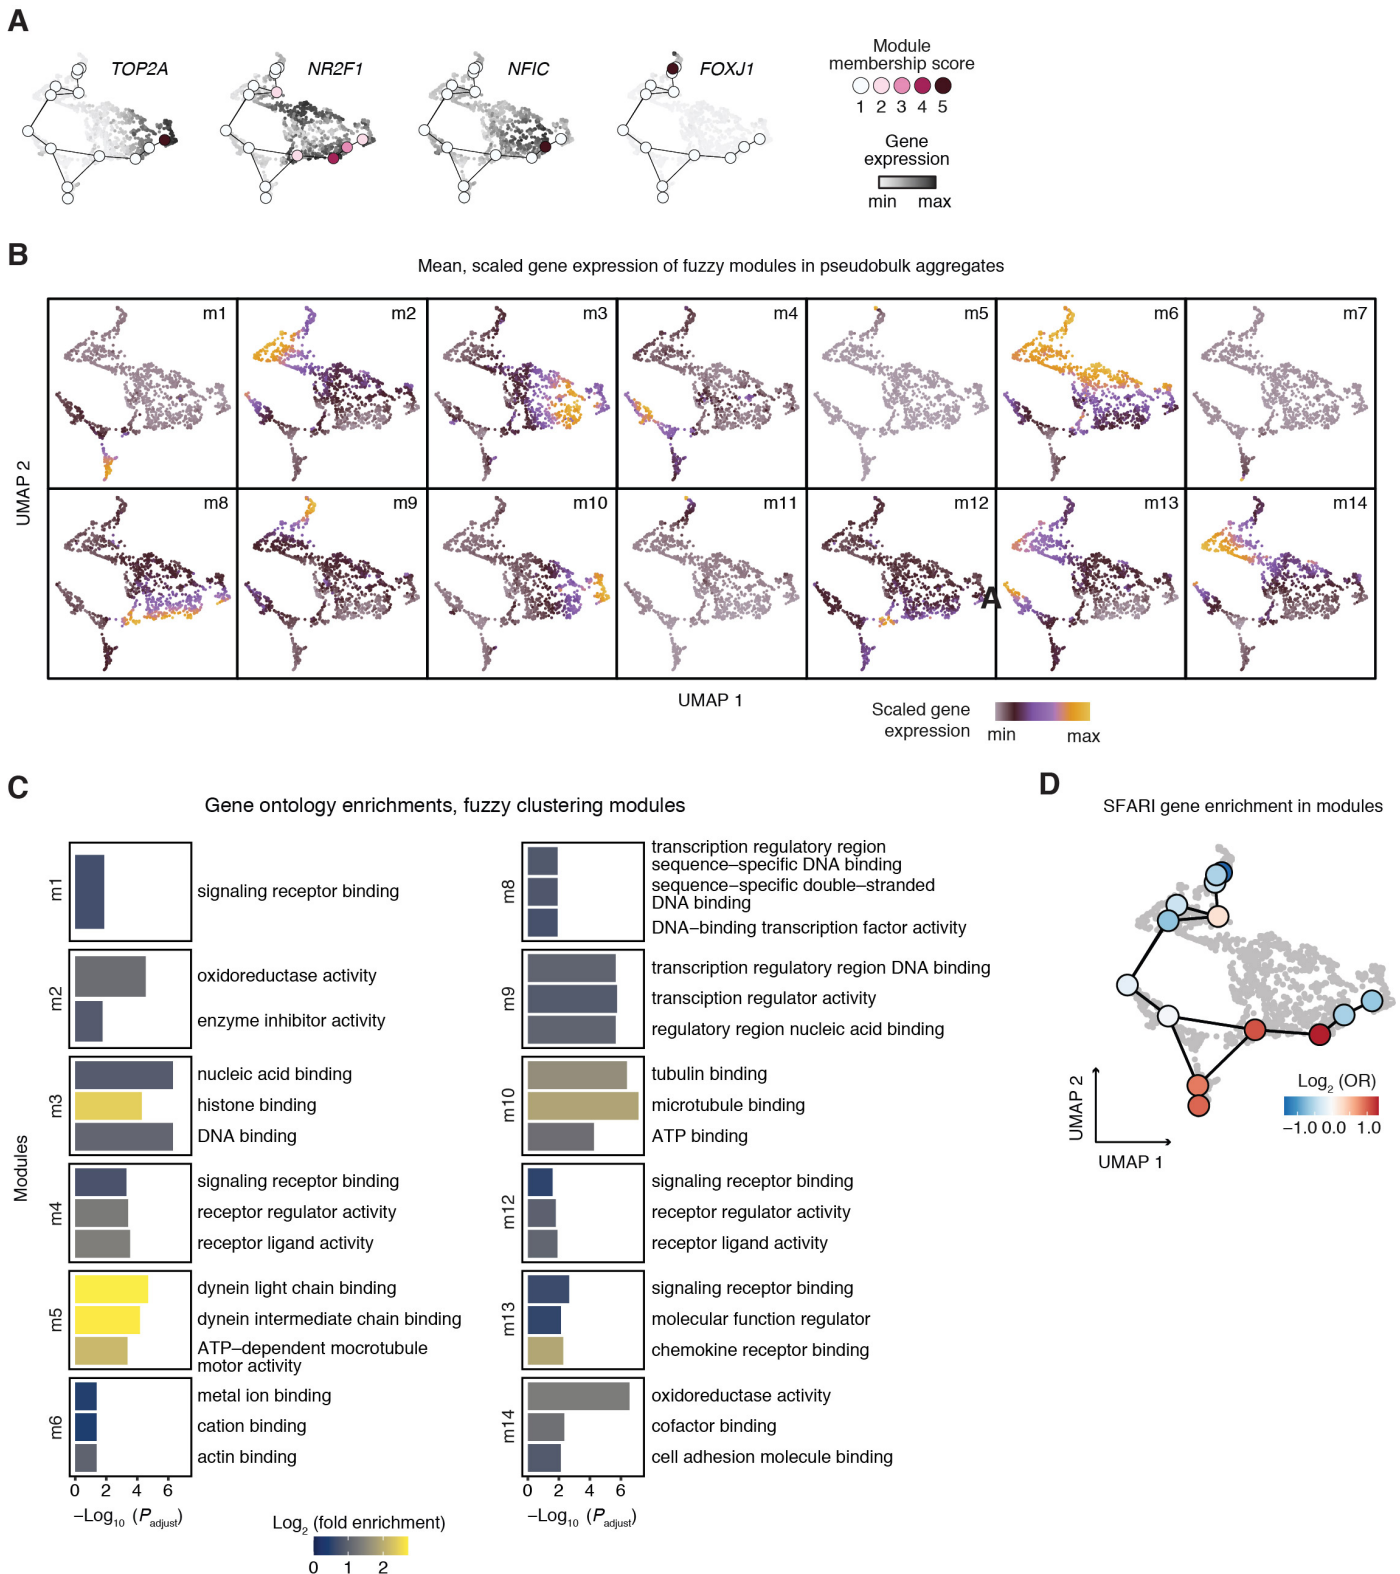 A
TOP2A
NR2F1
NFIC
FOXJ1
Module
membership score
1 2 3 4 5
Gene
expression
min max
B
Mean, scaled gene expression of fuzzy modules in pseudobulk aggregates
m1
m2
m3
m4
m5
m6
m7
m8
m9
m10
m11
m12
m13
m14
A
UMAP 2
UMAP 1
Scaled gene
expression
min max
C
Gene ontology enrichments, fuzzy clustering modules
Modules
m1
signaling receptor binding
m2
oxidoreductase activity
enzyme inhibitor activity
m3
nucleic acid binding
histone binding
DNA binding
m4
signaling receptor binding
receptor regulator activity
receptor ligand activity
m5
dynein light chain binding
dynein intermediate chain binding
ATP–dependent mocrotubule
motor activity
m6
metal ion binding
cation binding
actin binding
0 2 4 6
–Log10 (Padjust)
m8
transcription regulatory region
sequence–specific DNA binding
sequence–specific double–stranded
DNA binding
DNA–binding transcription factor activity
m9
transcription regulatory region DNA binding
transciption regulator activity
regulatory region nucleic acid binding
m10
tubulin binding
microtubule binding
ATP binding
m12
signaling receptor binding
receptor regulator activity
receptor ligand activity
m13
signaling receptor binding
molecular function regulator
chemokine receptor binding
m14
oxidoreductase activity
cofactor binding
cell adhesion molecule binding
0 2 4 6
–Log10 (Padjust)
Log2 (fold enrichment)
0 1 2
D
SFARI gene enrichment in modules
UMAP 2
UMAP 1
Log2 (OR)
–1.0 0.0 1.0